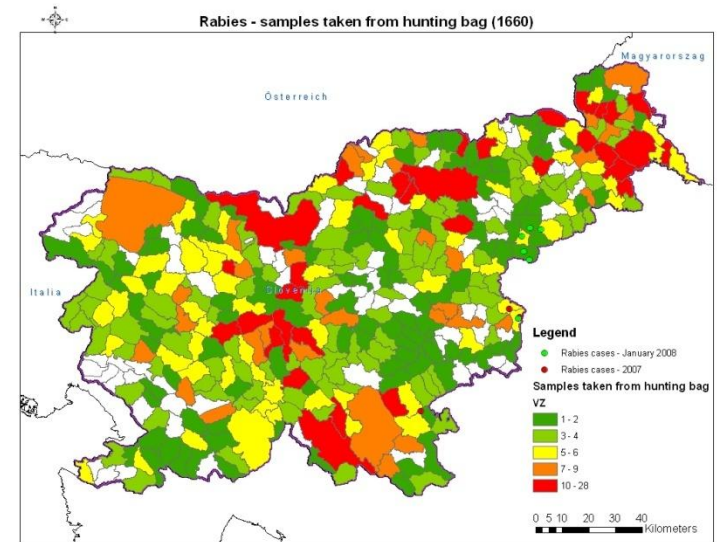 Rabies - samples taken from hunting bag (1660)
Magyarorszag
Österreich
Italia
Slovenija
Legend
Rabies cases - January 2008
Rabies cases - 2007
Samples taken from hunting bag
VZ
1 - 2
3 - 4
5 - 6
7 - 9
10 - 28
0 5 10 20 30 40
Kilometers